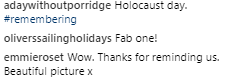 adaywithoutporridge Holocaust day.
#remembering
oliverssailingholidays Fab one!
emmieroset Wow. Thanks for reminding us.
Beautiful picture x